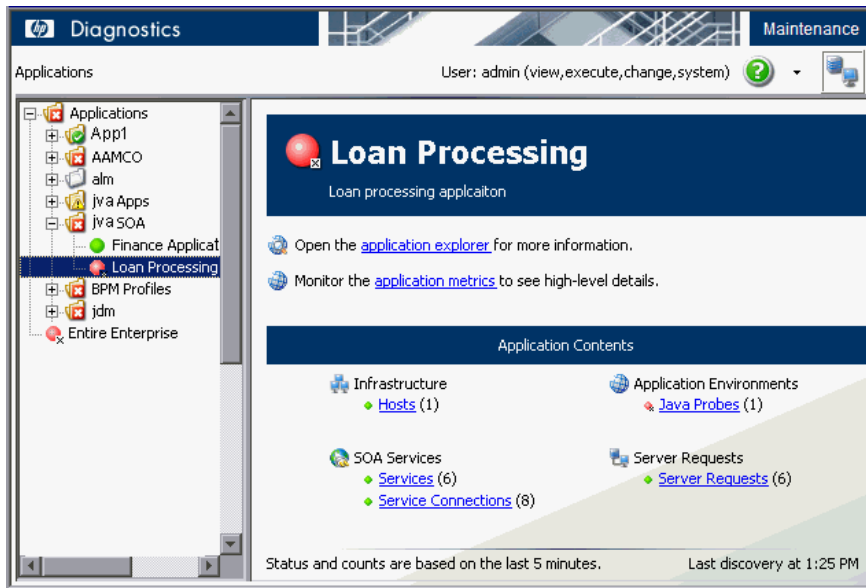 hp Diagnostics
Maintenance
Applications
User: admin (view,execute,change,system)
Applications
App1
AAMCO
alm
jva Apps
jva SOA
Finance Applicat
Loan Processing
BPM Profiles
jdm
Entire Enterprise
Loan Processing
Loan processing applcaiton
Open the application explorer for more information.
Monitor the application metrics to see high-level details.
Application Contents
Infrastructure
Hosts (1)
Application Environments
Java Probes (1)
SOA Services
Services (6)
Service Connections (8)
Server Requests
Server Requests (6)
Status and counts are based on the last 5 minutes.
Last discovery at 1:25 PM